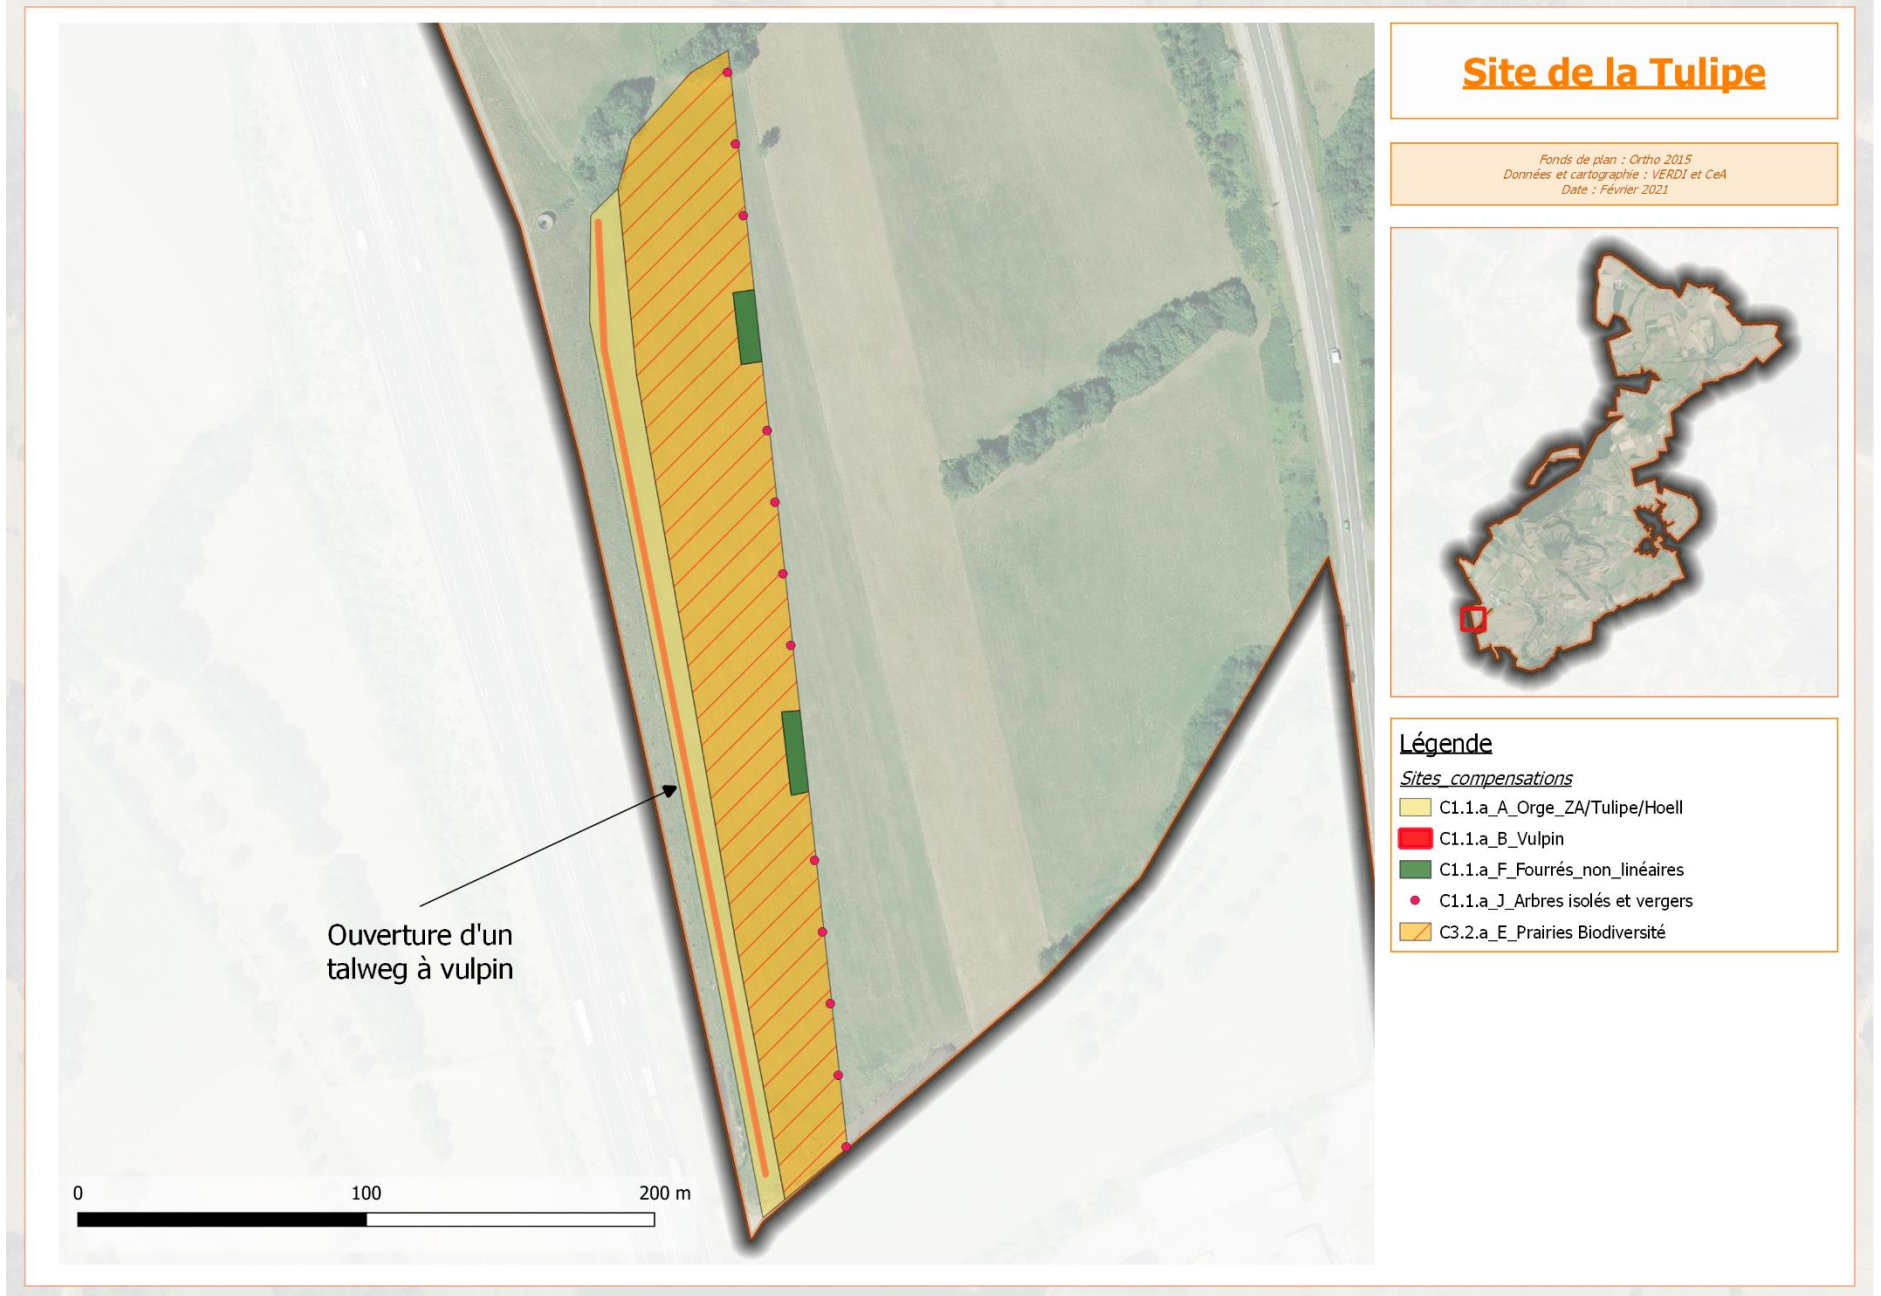 Site de la Tulipe
Fonds de plan : Ortho 2015
Données et cartographie : VERDI et CeA
Date : Février 2021
Légende
Sites_compensations
C1.1.a_A_Orge_ZA/Tulipe/Hoell
C1.1.a_B_Vulpin
C1.1.a_F_Fourrés_non_linéaires
C1.1.a_J_Arbres isolés et vergers
C3.2.a_E_Prairies Biodiversité
Ouverture d'un
talweg à vulpin
0 100 200 m